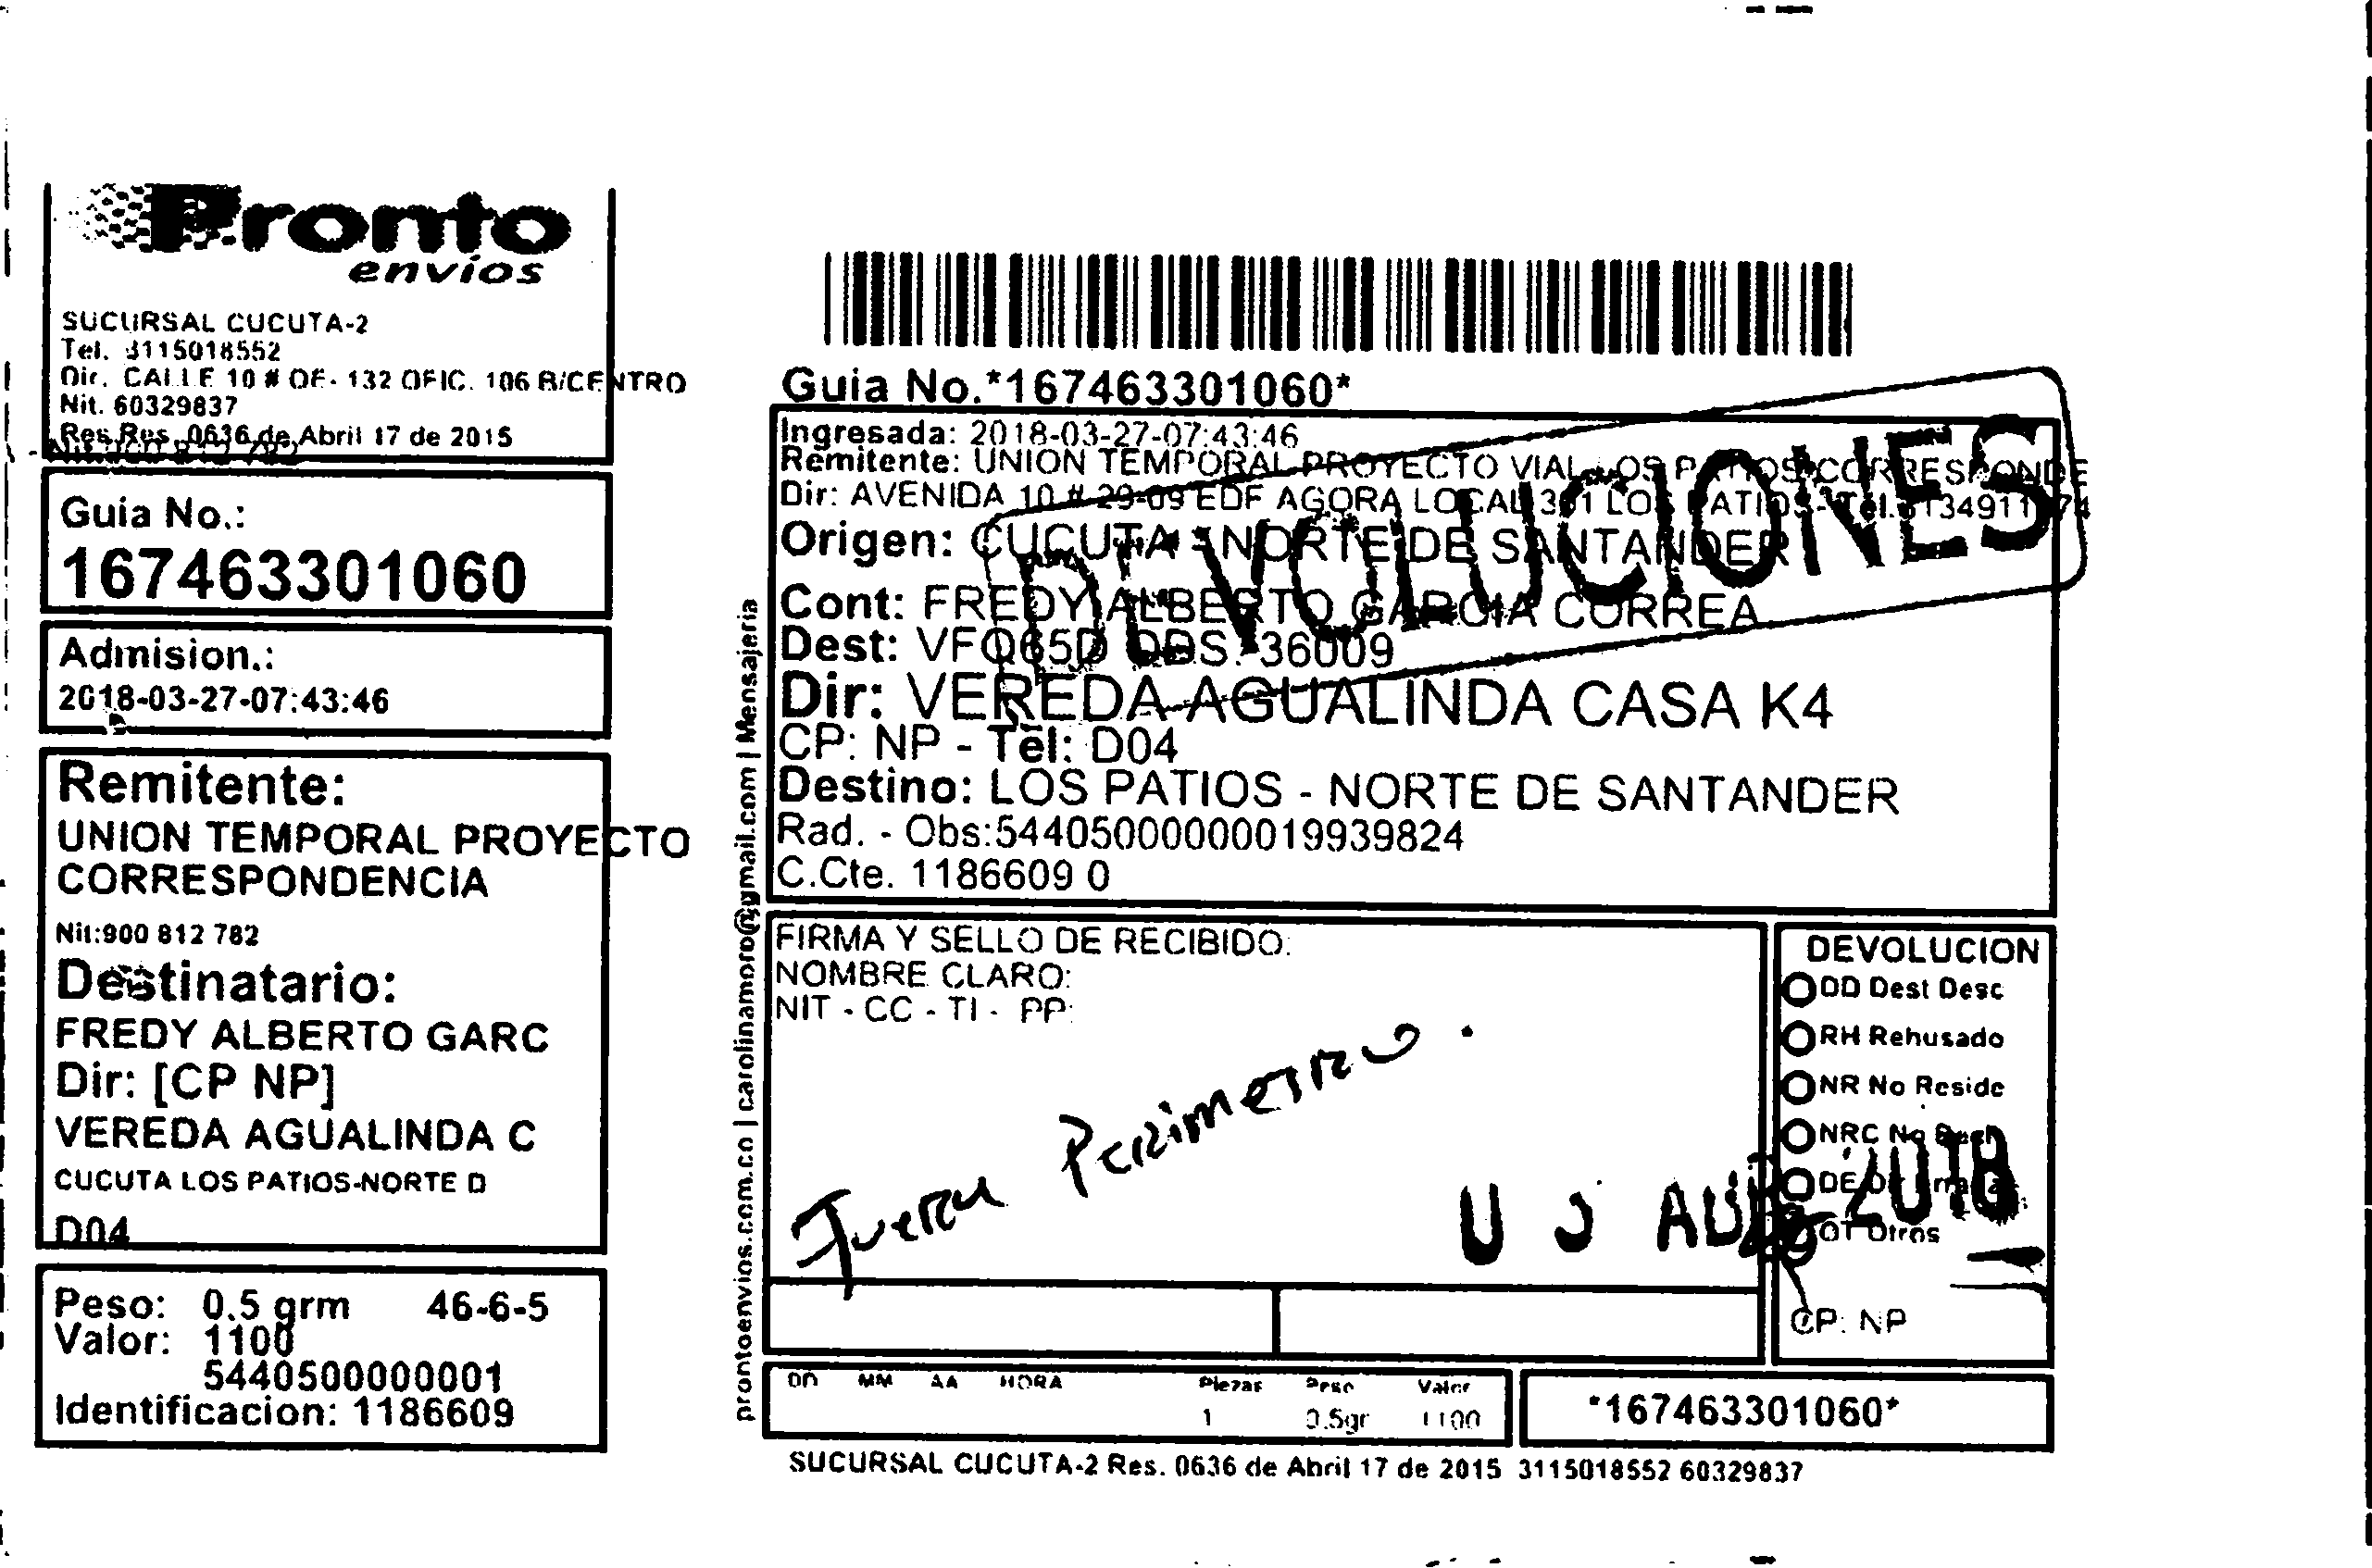 Pronto
envíos
SUCURSAL CUCUTA-2
Tel. 3115018552
Dir. CALLE 10 # OE- 132 OFIC. 106 B/CENTRO
Nit. 60329837
Res.Res. 0636 de Abril 17 de 2015
Guia No.:
167463301060
Admision.:
2018-03-27-07:43:46
Remitente:
UNION TEMPORAL PROYECTO
CORRESPONDENCIA
Nit:900 812 782
Destinatario:
FREDY ALBERTO GARC
Dir: [CP NP]
VEREDA AGUALINDA C
CUCUTA LOS PATIOS-NORTE D
D04
Peso: 0.5 grm 46-6-5
Valor: 1100
5440500000001
Identificacion: 1186609
prontoenvios.com.co | carolinamoro@gmail.com | Mensajeria
Guia No.*167463301060*
Ingresada: 2018-03-27-07:43:46
Remitente: UNION TEMPORAL PROYECTO VIAL LOS PATIOS CORRESPONDE
Dir: AVENIDA 10 # 29-09 EDF AGORA LOCAL 301 LOS PATIOS - Tel.
DEVOLUCIONES
Origen: CUCUTA - NORTE DE SANTANDER
Cont: FREDY ALBERTO GARCIA CORREA
Dest: VFQ65D OBS. 36009
Dir: VEREDA AGUALINDA CASA K4
CP: NP - Tel: D04
Destino: LOS PATIOS - NORTE DE SANTANDER
Rad. - Obs:544050000000019939824
C.Cte. 1186609 0
FIRMA Y SELLO DE RECIBIDO:
NOMBRE CLARO:
NIT - CC - TI - PP:
Fuera Perimetro.
2018
DEVOLUCION
DD Dest Desc
RH Rehusado
NR No Reside
NRC No
DE
OT Otros
CP: NP
DD MM AA HORA Piezas Peso Valor
1 0.5gr 1100
*167463301060*
SUCURSAL CUCUTA-2 Res. 0636 de Abril 17 de 2015 3115018552 60329837